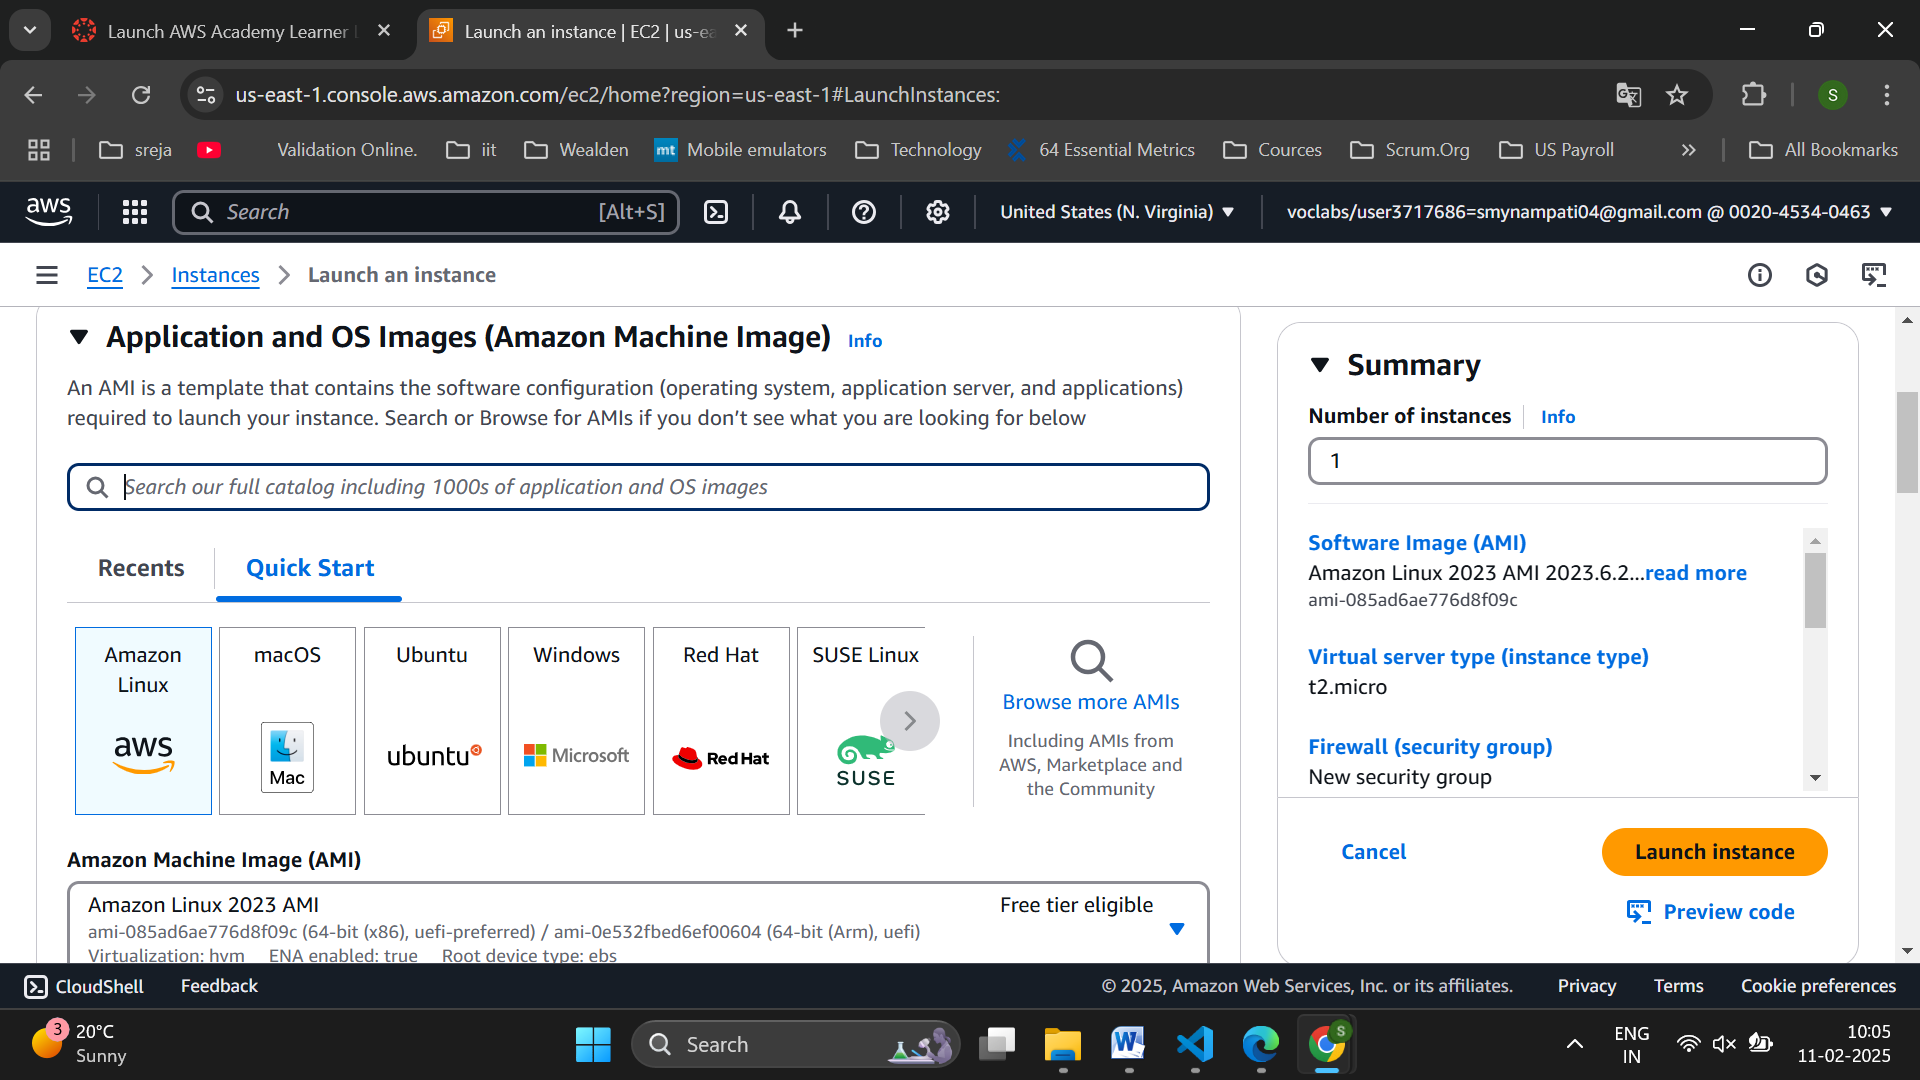 Launch AWS Academy Learner L
Launch an instance | EC2 | us-ea
us-east-1.console.aws.amazon.com/ec2/home?region=us-east-1#LaunchInstances:
S
sreja
Validation Online.
iit
Wealden
mt
Mobile emulators
Technology
64 Essential Metrics
Cources
Scrum.Org
US Payroll
All Bookmarks
aws
Search
[Alt+S]
United States (N. Virginia)
voclabs/user3717686=smynampati04@gmail.com @ 0020-4534-0463
EC2
Instances
Launch an instance
Application and OS Images (Amazon Machine Image) Info
An AMI is a template that contains the software configuration (operating system, application server, and applications)
required to launch your instance. Search or Browse for AMIs if you don’t see what you are looking for below
Search our full catalog including 1000s of application and OS images
Recents
Quick Start
Amazon
Linux
aws
macOS
Mac
Ubuntu
ubuntu
Windows
Microsoft
Red Hat
Red Hat
SUSE Linux
SUSE
Browse more AMIs
Including AMIs from
AWS, Marketplace and
the Community
Amazon Machine Image (AMI)
Amazon Linux 2023 AMI
Free tier eligible
ami-085ad6ae776d8f09c (64-bit (x86), uefi-preferred) / ami-0e532fbed6ef00604 (64-bit (Arm), uefi)
Virtualization: hvm ENA enabled: true Root device type: ebs
Summary
Number of instances
Info
1
Software Image (AMI)
Amazon Linux 2023 AMI 2023.6.2...read more
ami-085ad6ae776d8f09c
Virtual server type (instance type)
t2.micro
Firewall (security group)
New security group
Cancel
Launch instance
Preview code
CloudShell
Feedback
© 2025, Amazon Web Services, Inc. or its affiliates.
Privacy
Terms
Cookie preferences
3
20°C
Sunny
Search
W
S
ENG
IN
10:05
11-02-2025